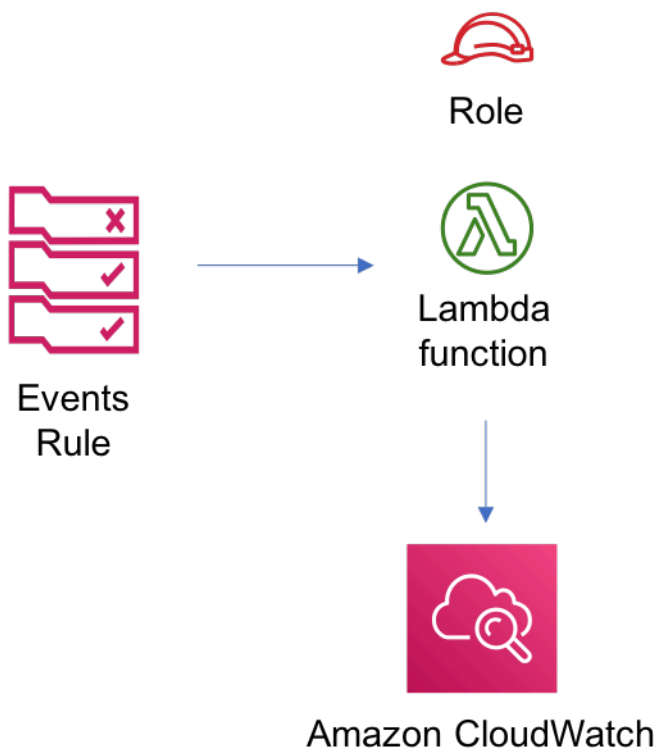 Role
Lambda
function
Events
Rule
Amazon CloudWatch